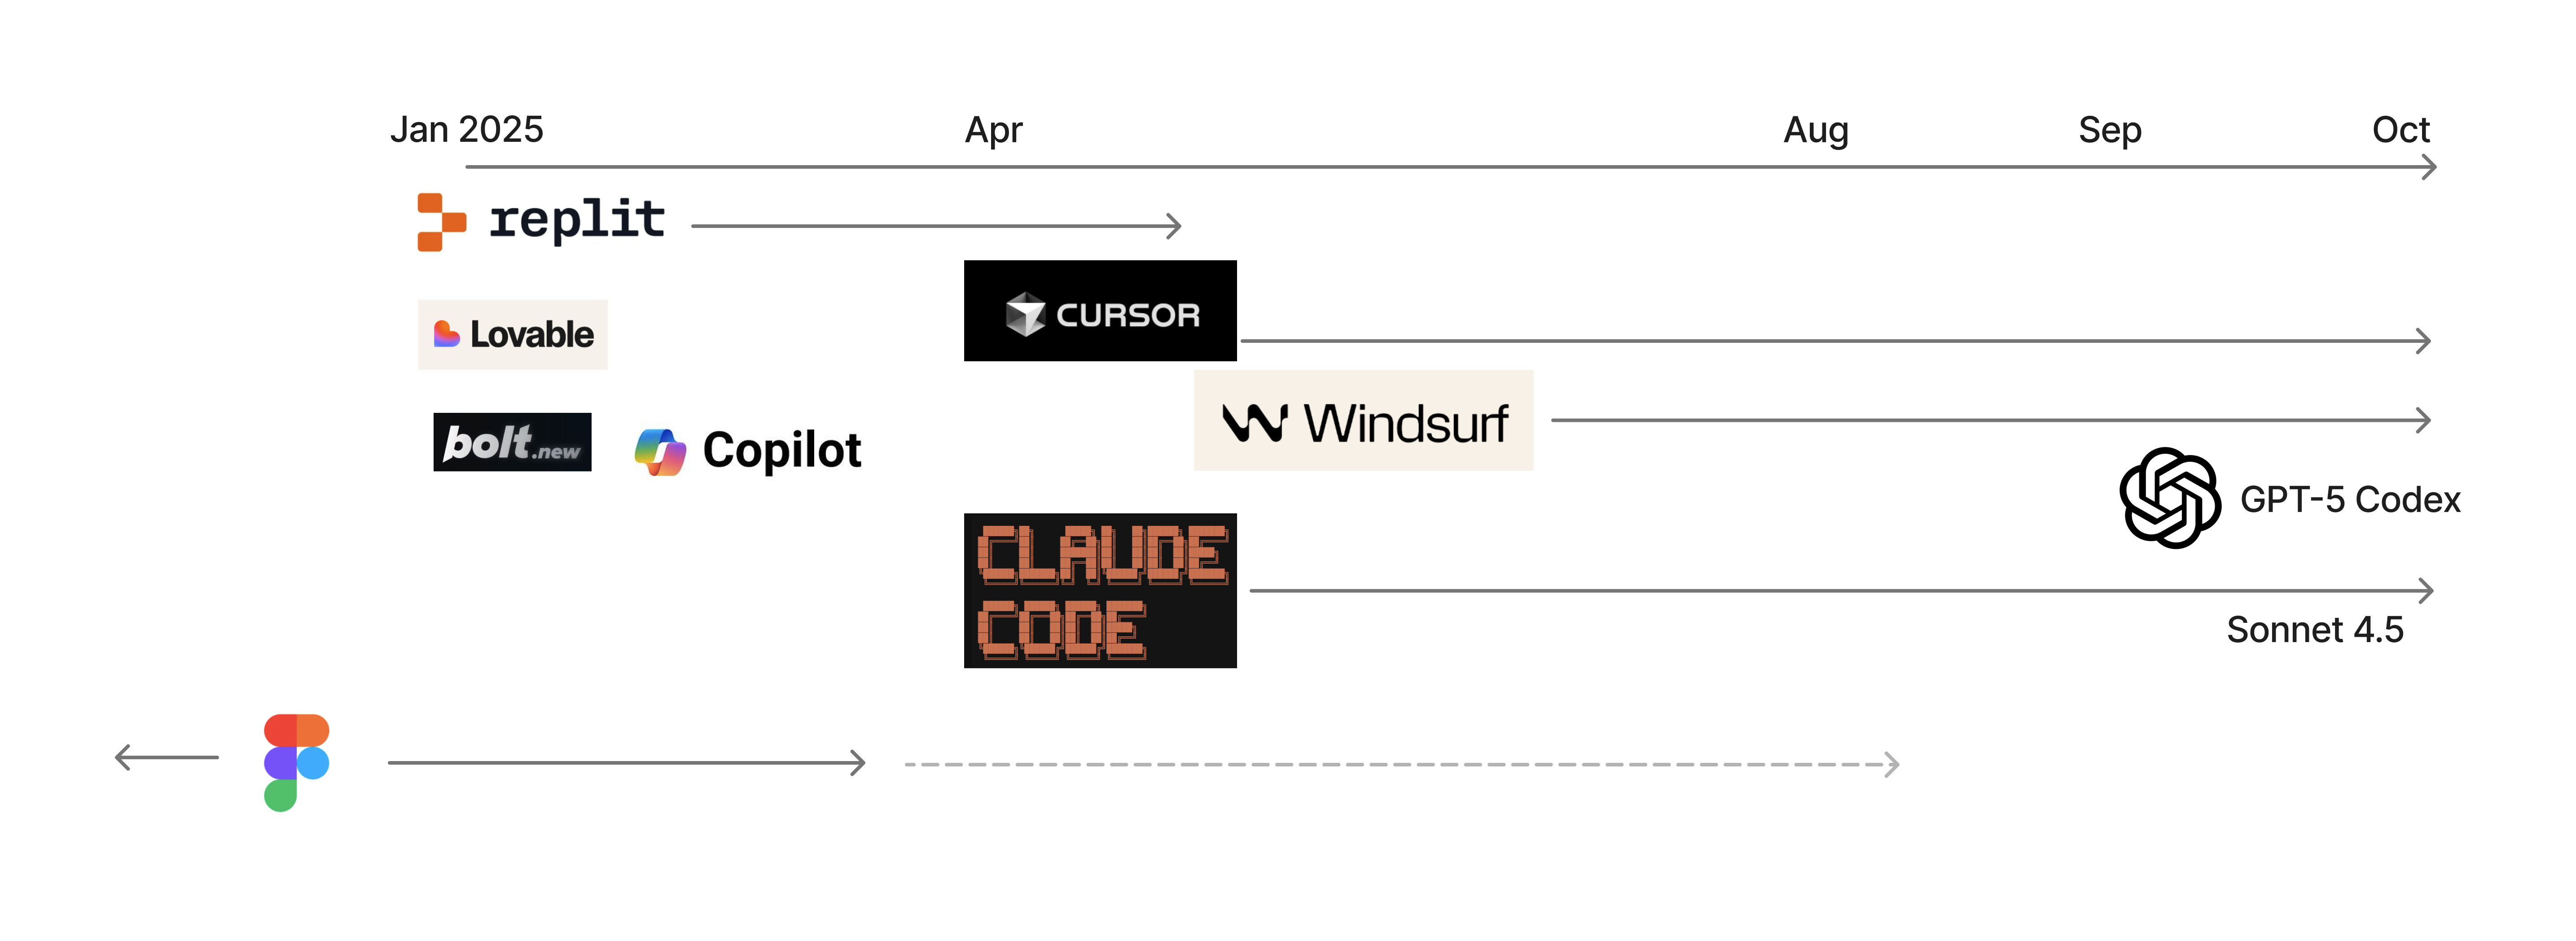 Jan 2025
Apr
Aug
Sep
Oct
replit
CURSOR
Lovable
Windsurf
bolt.new
Copilot
GPT-5 Codex
CLAUDE
CODE
Sonnet 4.5